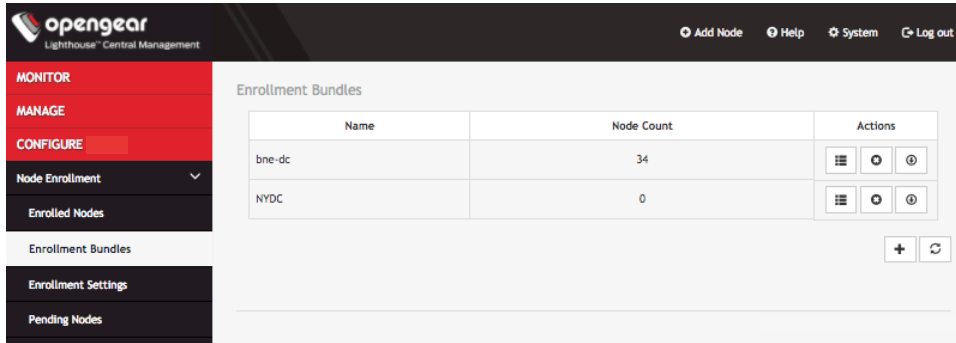 opengear
Lighthouse™ Central Management
Add Node Help System Log out
MONITOR
MANAGE
CONFIGURE
Node Enrollment
Enrolled Nodes
Enrollment Bundles
Enrollment Settings
Pending Nodes
Enrollment Bundles
Name Node Count Actions
bne-dc 34
NYDC 0